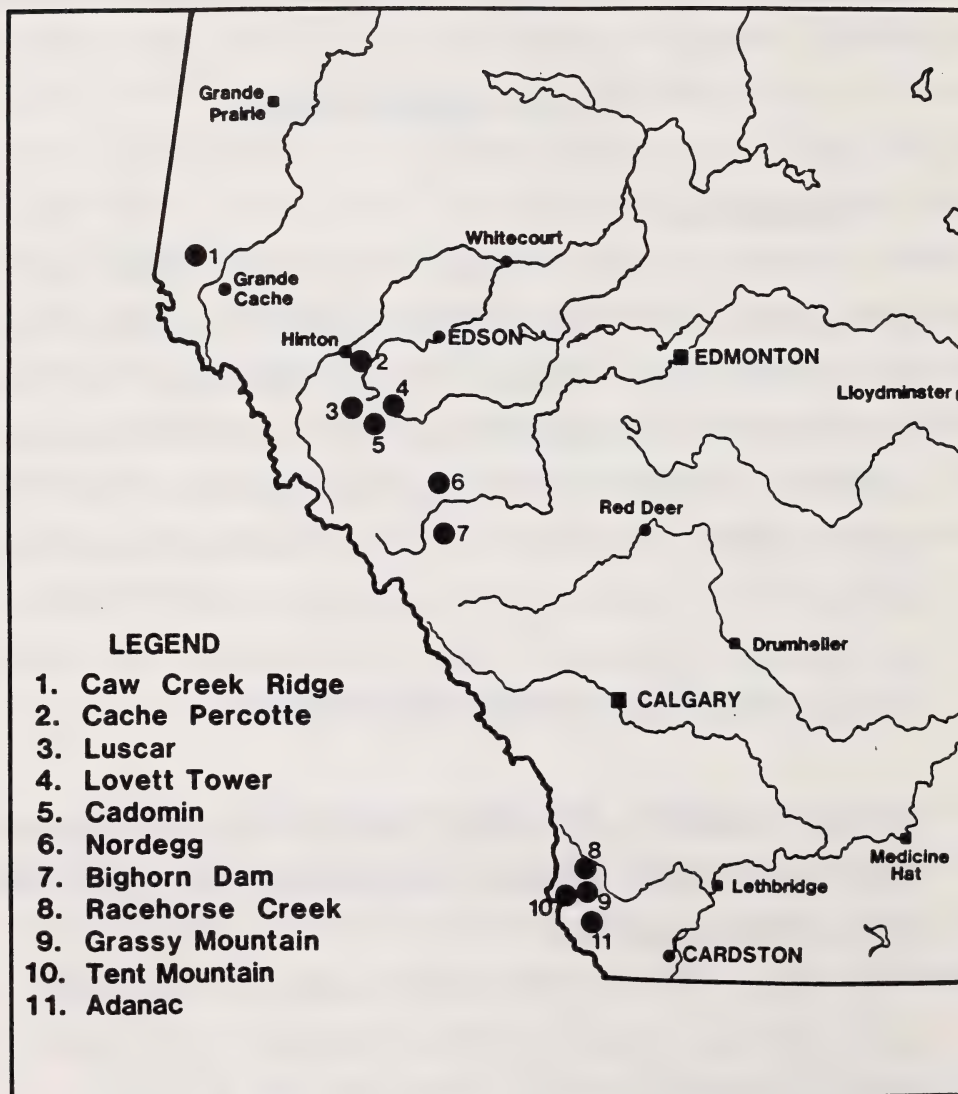 Grande
Prairie
1
Grande
Cache
Whitecourt
Hinton
EDSON
2
EDMONTON
3
4
5
Lloydminster
6
7
Red Deer
Drumheller
CALGARY
LEGEND
1. Caw Creek Ridge
2. Cache Percotte
3. Luscar
4. Lovett Tower
5. Cadomin
6. Nordegg
7. Bighorn Dam
8. Racehorse Creek
9. Grassy Mountain
10. Tent Mountain
11. Adanac
8
9
10
11
Lethbridge
Medicine
Hat
CARDSTON